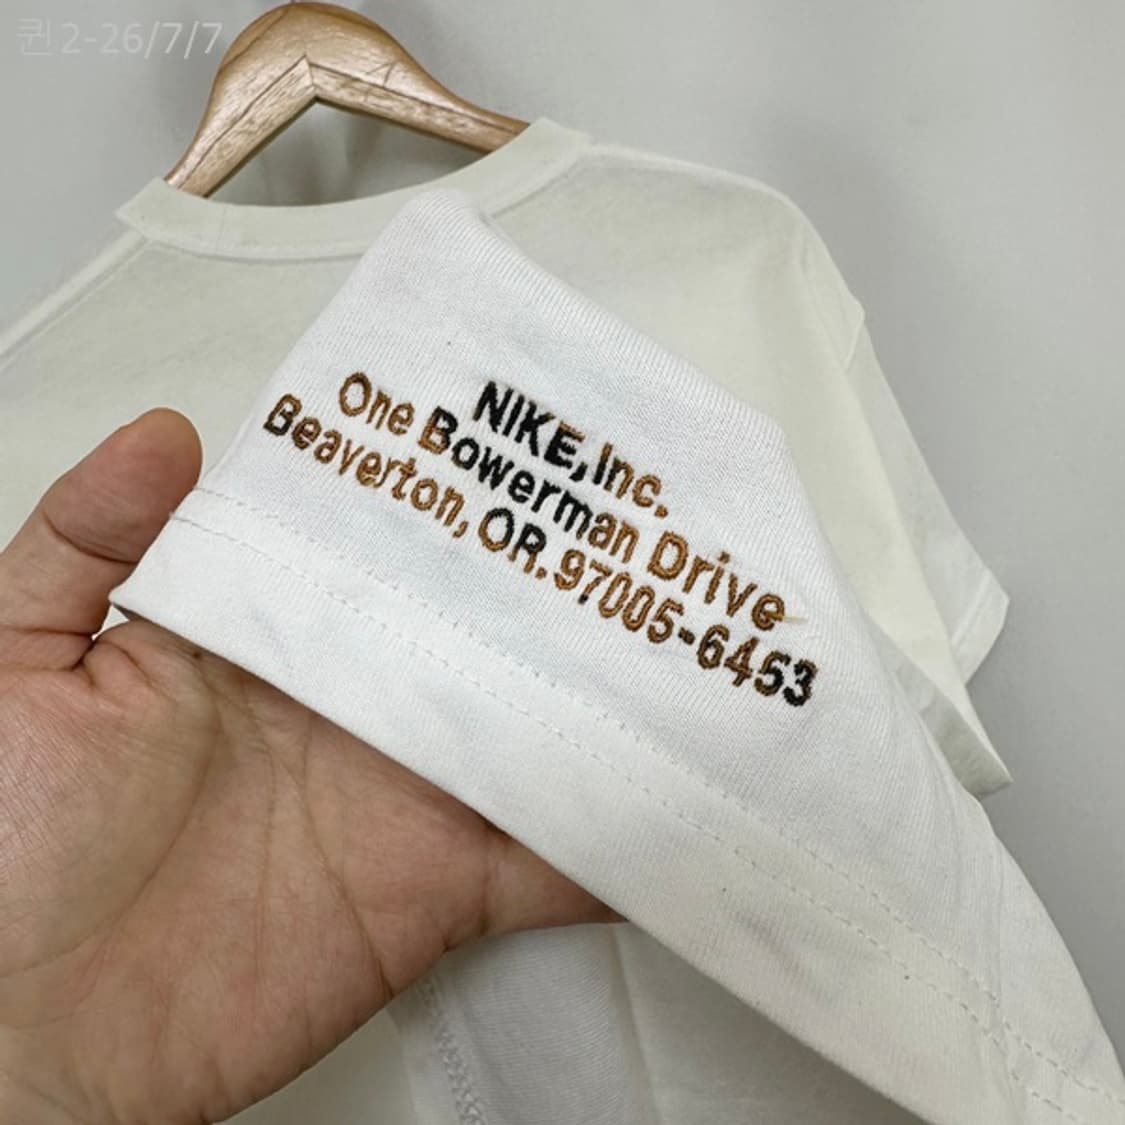 퀸2-26/7/7
NIKE, Inc.
One Bowerman Drive
Beaverton, OR. 97005-6453